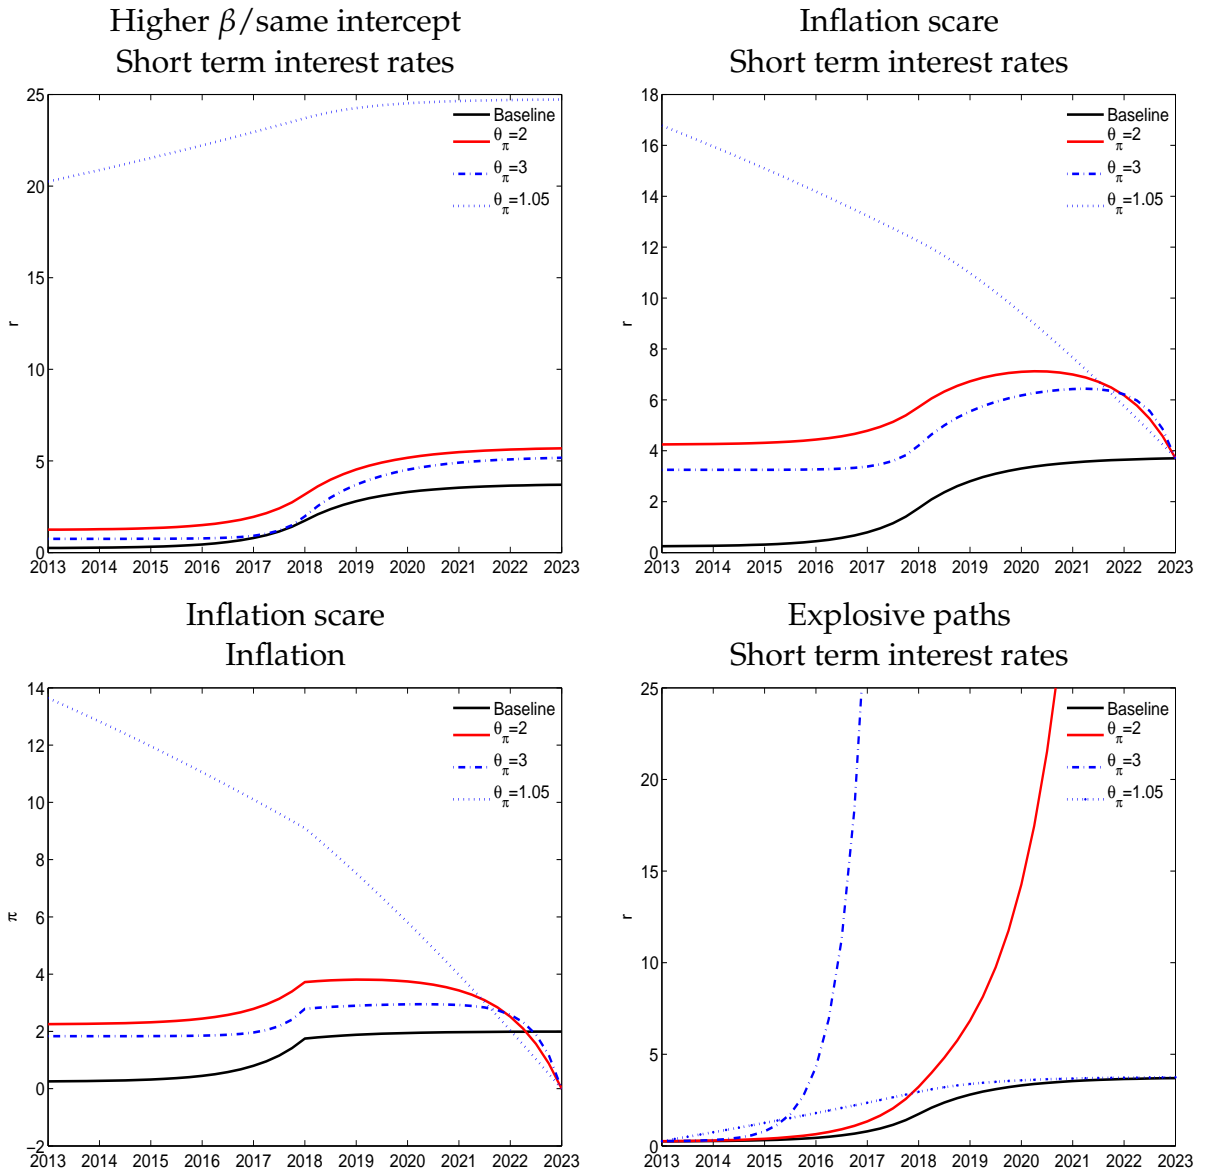 Higher β/same intercept
Short term interest rates
25
20
15
10
5
0
r
2013 2014 2015 2016 2017 2018 2019 2020 2021 2022 2023
Baseline
θπ=2
θπ=3
θπ=1.05
Inflation scare
Short term interest rates
18
16
14
12
10
8
6
4
2
0
r
2013 2014 2015 2016 2017 2018 2019 2020 2021 2022 2023
Baseline
θπ=2
θπ=3
θπ=1.05
Inflation scare
Inflation
14
12
10
8
6
4
2
0
−2
π
2013 2014 2015 2016 2017 2018 2019 2020 2021 2022 2023
Baseline
θπ=2
θπ=3
θπ=1.05
Explosive paths
Short term interest rates
25
20
15
10
5
0
r
2013 2014 2015 2016 2017 2018 2019 2020 2021 2022 2023
Baseline
θπ=2
θπ=3
θπ=1.05